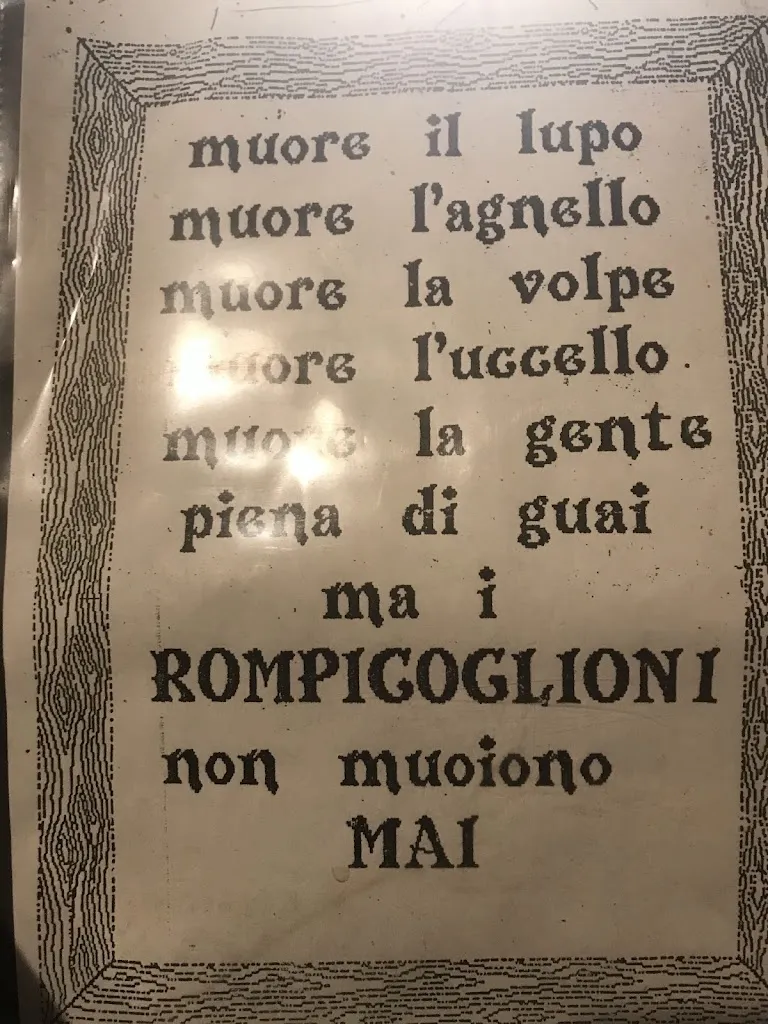 muore il lupo
muore l'agnello
muore la volpe
muore l'uccello.
muore la gente
piena di guai
ma i
ROMPICOGLIONI
non muoiono
MAI